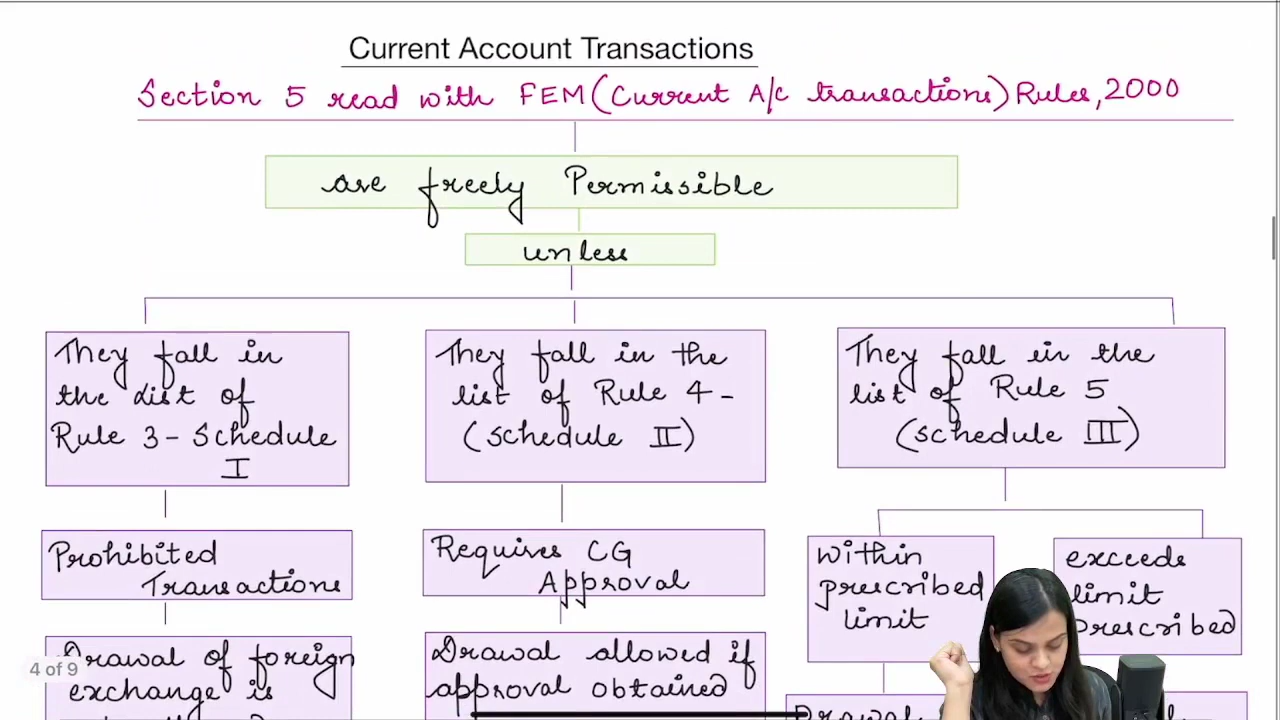 Current Account Transactions
Section 5 read with FEM (Current A/c transactions) Rules, 2000
are freely Permissible
unless
They fall in
the list of
Rule 3 - Schedule
I
They fall in the
list of Rule 4 -
(schedule II)
They fall in the
list of Rule 5
(schedule III)
Prohibited
Transactions
Requires CG
Approval
within
prescribed
limit
exceeds
limit
prescribed
Drawal of foreign
exchange is
Drawal allowed if
approval obtained
Drawal
4 of 9